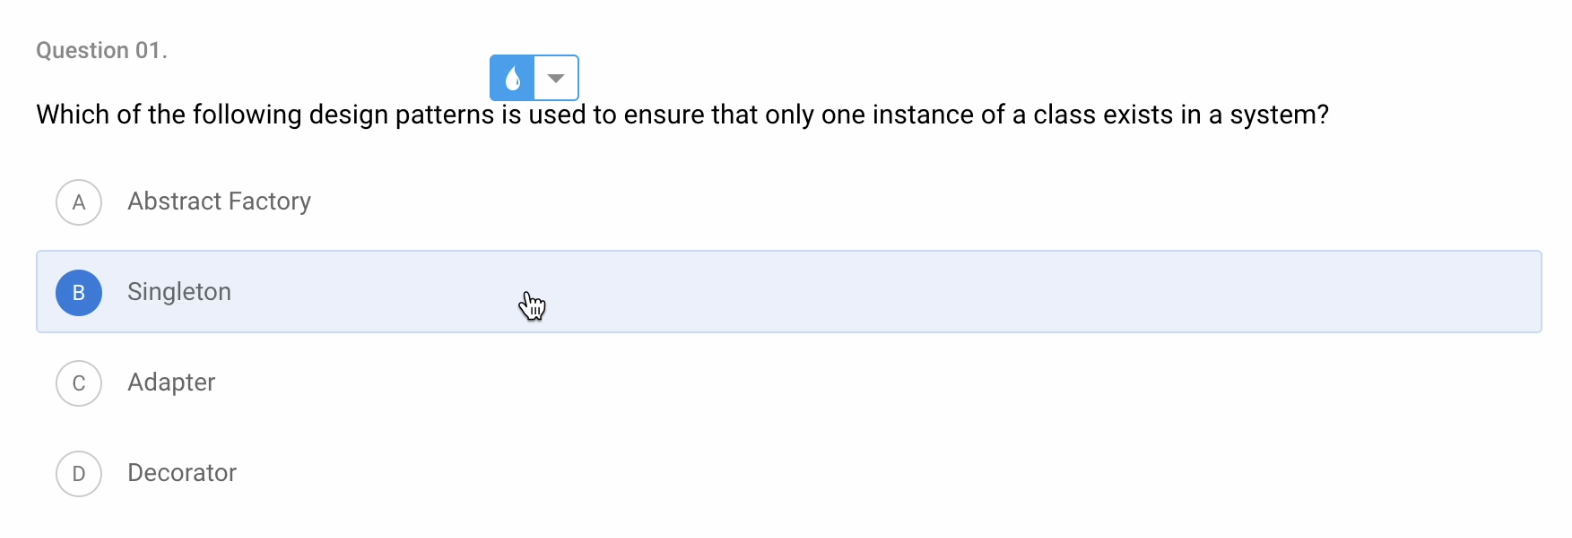 Question 01.
Which of the following design patterns is used to ensure that only one instance of a class exists in a system?
A Abstract Factory
B Singleton
C Adapter
D Decorator